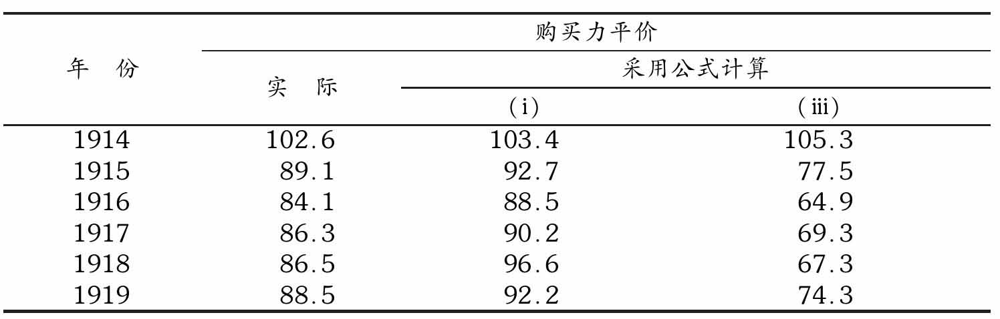 购买力平价
年 份
采用公式计算
实 际
(i) (iii)
1914 102.6 103.4 105.3
1915 89.1 92.7 77.5
1916 84.1 88.5 64.9
1917 86.3 90.2 69.3
1918 86.5 96.6 67.3
1919 88.5 92.2 74.3